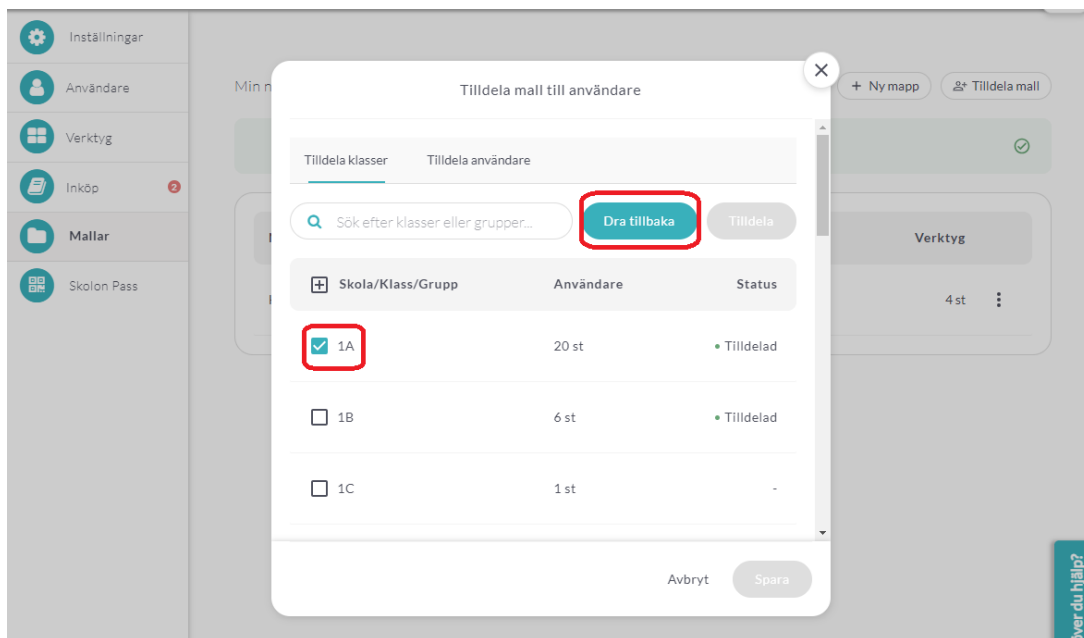 Inställningar
Användare
Verktyg
Inköp 2
Mallar
Skolon Pass
Min n
+ Ny mapp
Tilldela mall
Verktyg
4 st
Tilldela mall till användare
Tilldela klasser Tilldela användare
Sök efter klasser eller grupper... Dra tillbaka Tilldela
Skola/Klass/Grupp Användare Status
1A 20 st • Tilldelad
1B 6 st • Tilldelad
1C 1 st -
Avbryt Spara
ver du hjälp?